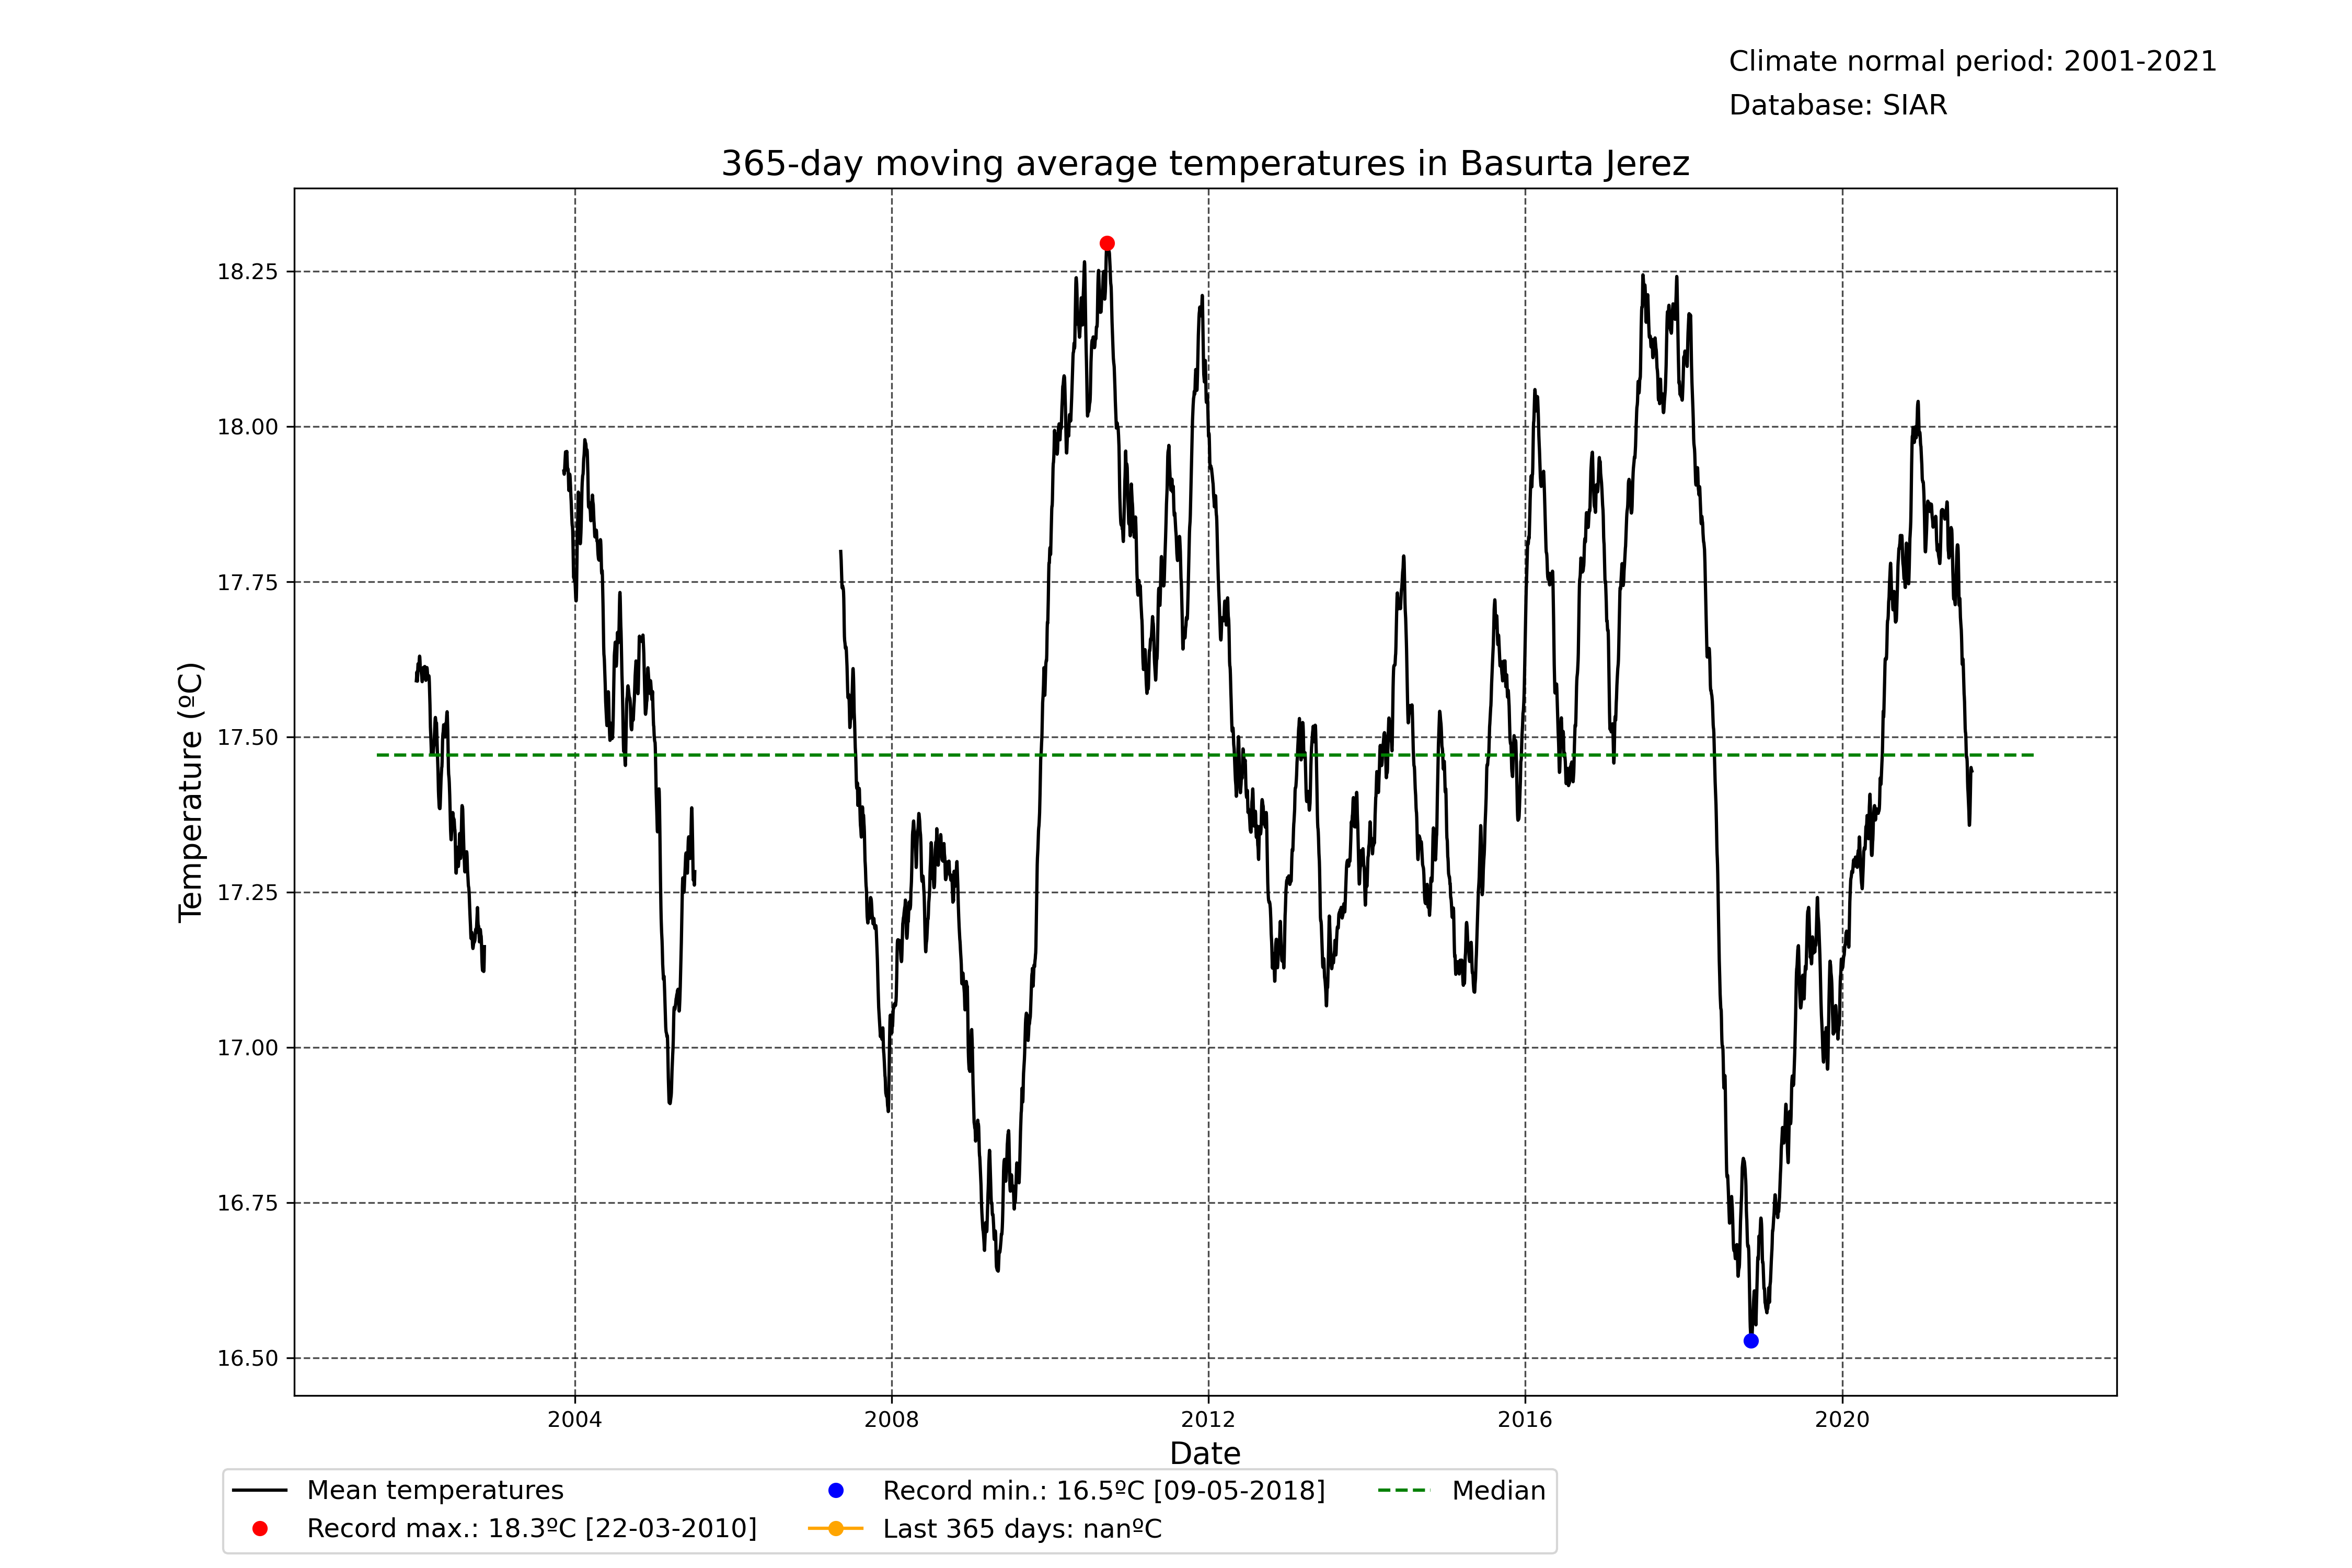 Climate normal period: 2001-2021
Database: SIAR
365-day moving average temperatures in Basurta Jerez
18.25
18.00
17.75
17.50
17.25
17.00
16.75
16.50
Temperature (ºC)
2004 2008 2012 2016 2020
Date
Mean temperatures
Record max.: 18.3ºC [22-03-2010]
Record min.: 16.5ºC [09-05-2018]
Last 365 days: nanºC
Median